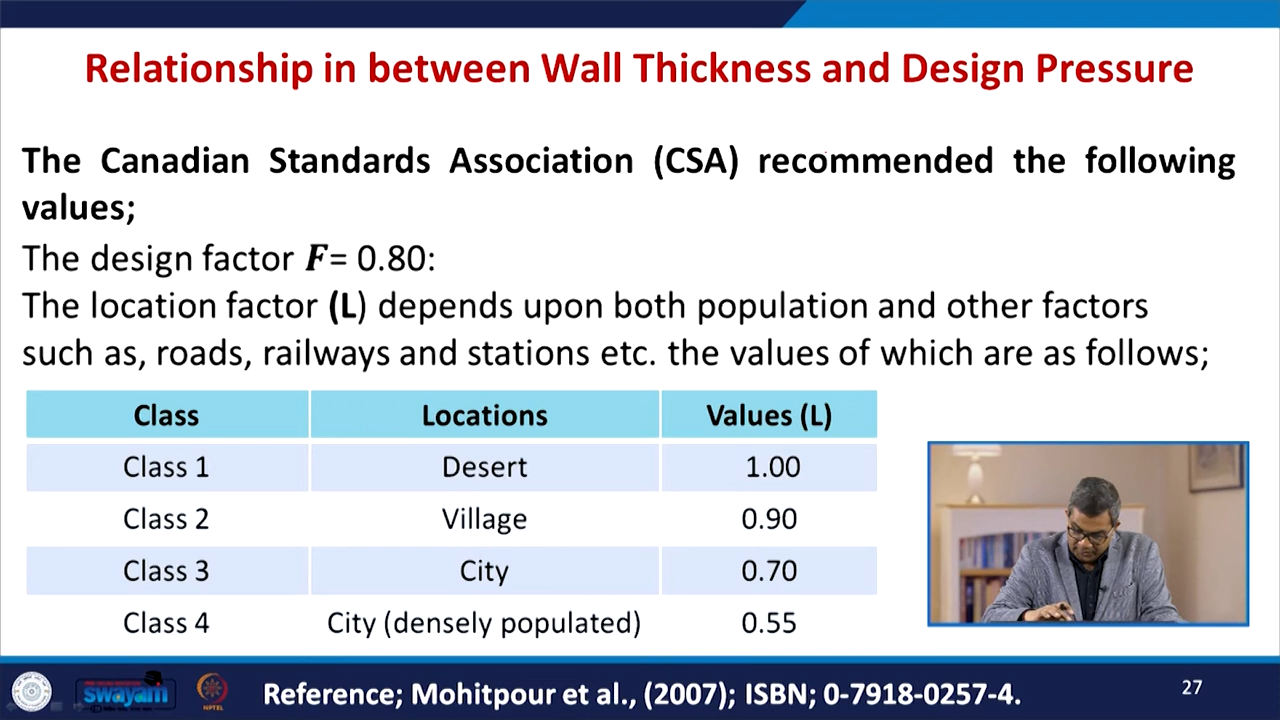 Relationship in between Wall Thickness and Design Pressure
The Canadian Standards Association (CSA) recommended the following
values;
The design factor F= 0.80:
The location factor (L) depends upon both population and other factors
such as, roads, railways and stations etc. the values of which are as follows;
Class Locations Values (L)
Class 1 Desert 1.00
Class 2 Village 0.90
Class 3 City 0.70
Class 4 City (densely populated) 0.55
swayam
NPTEL
Reference; Mohitpour et al., (2007); ISBN; 0-7918-0257-4.
27